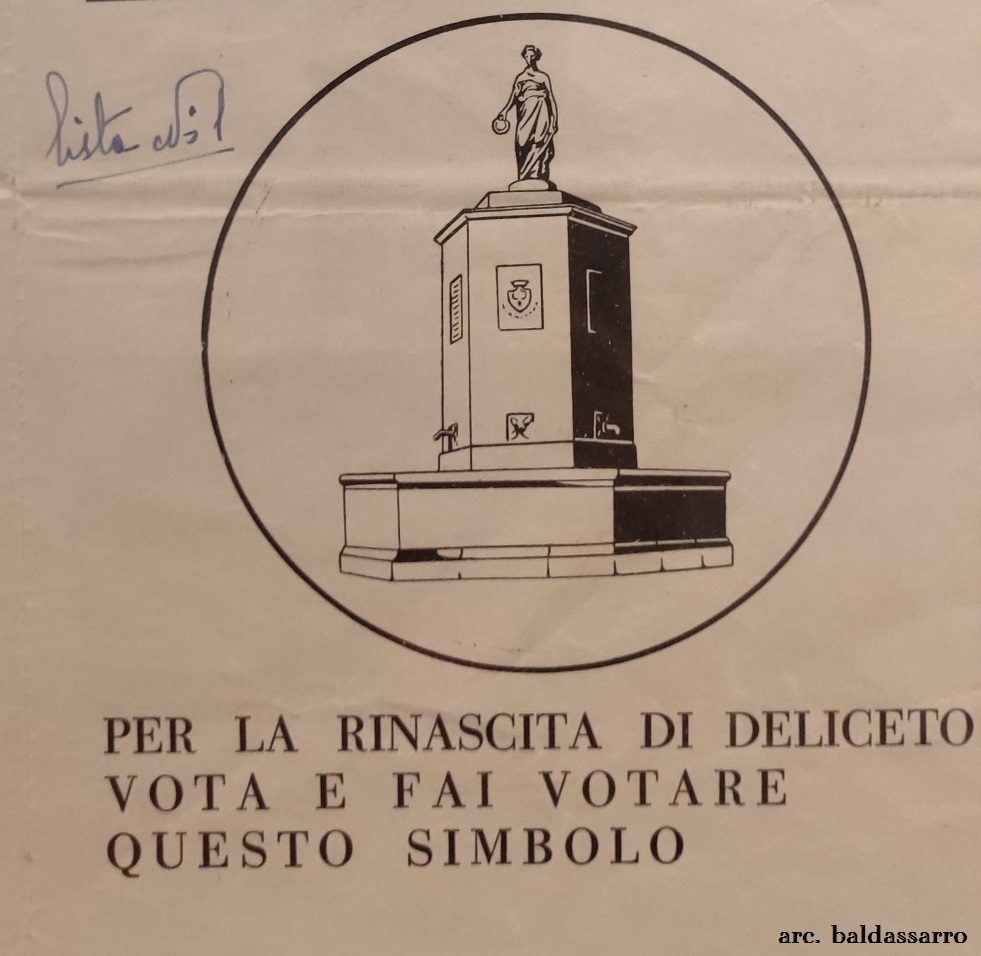 lista N° 1
PER LA RINASCITA DI DELICETO
VOTA E FAI VOTARE
QUESTO SIMBOLO
arc. baldassarro